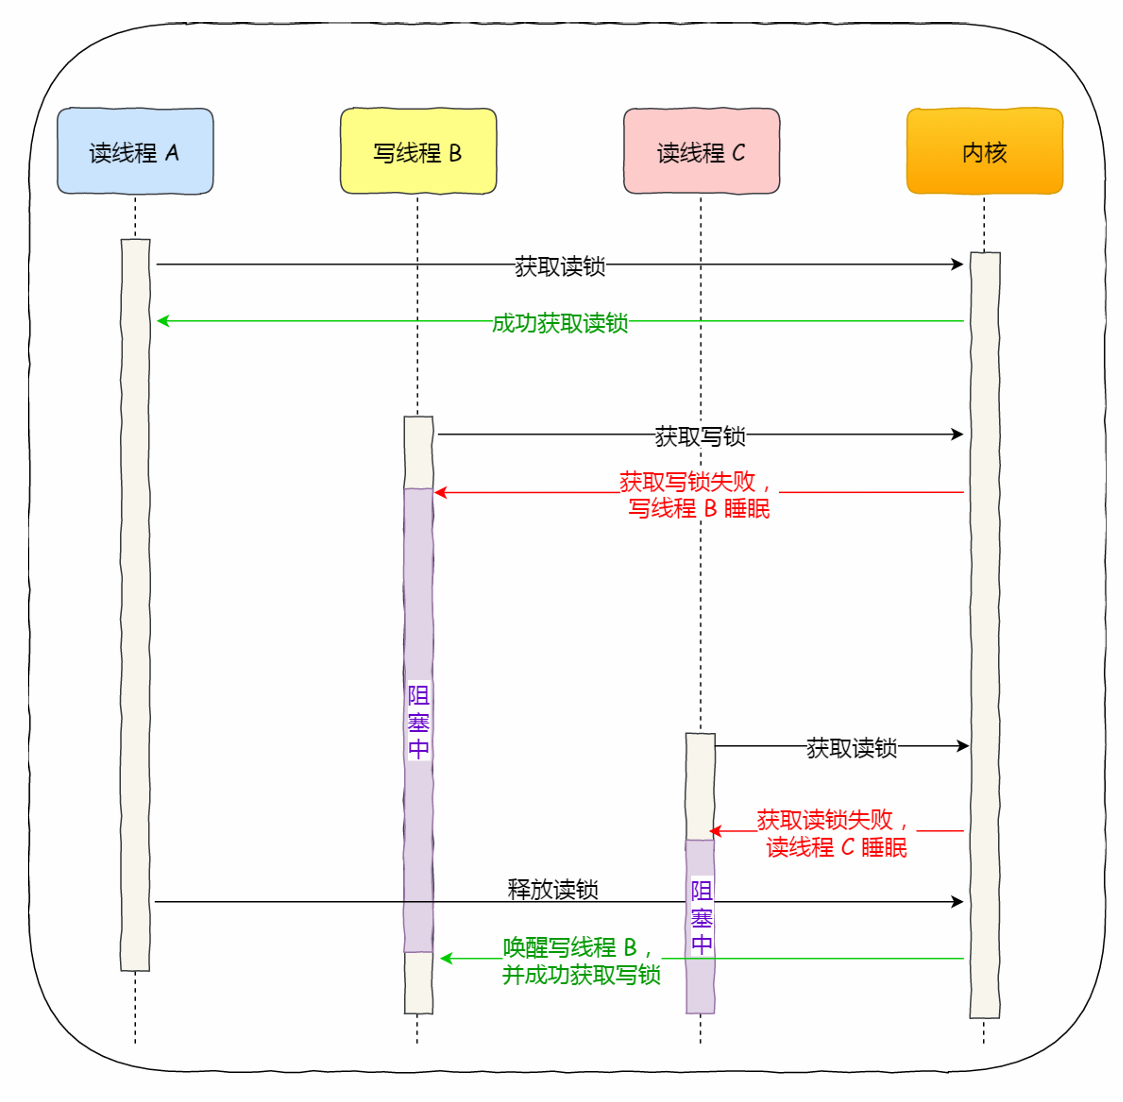 读线程 A
写线程 B
读线程 C
内核
获取读锁
成功获取读锁
获取写锁
获取写锁失败，
写线程 B 睡眠
阻
塞
中
获取读锁
获取读锁失败，
读线程 C 睡眠
释放读锁
阻
塞
中
唤醒写线程 B，
并成功获取写锁